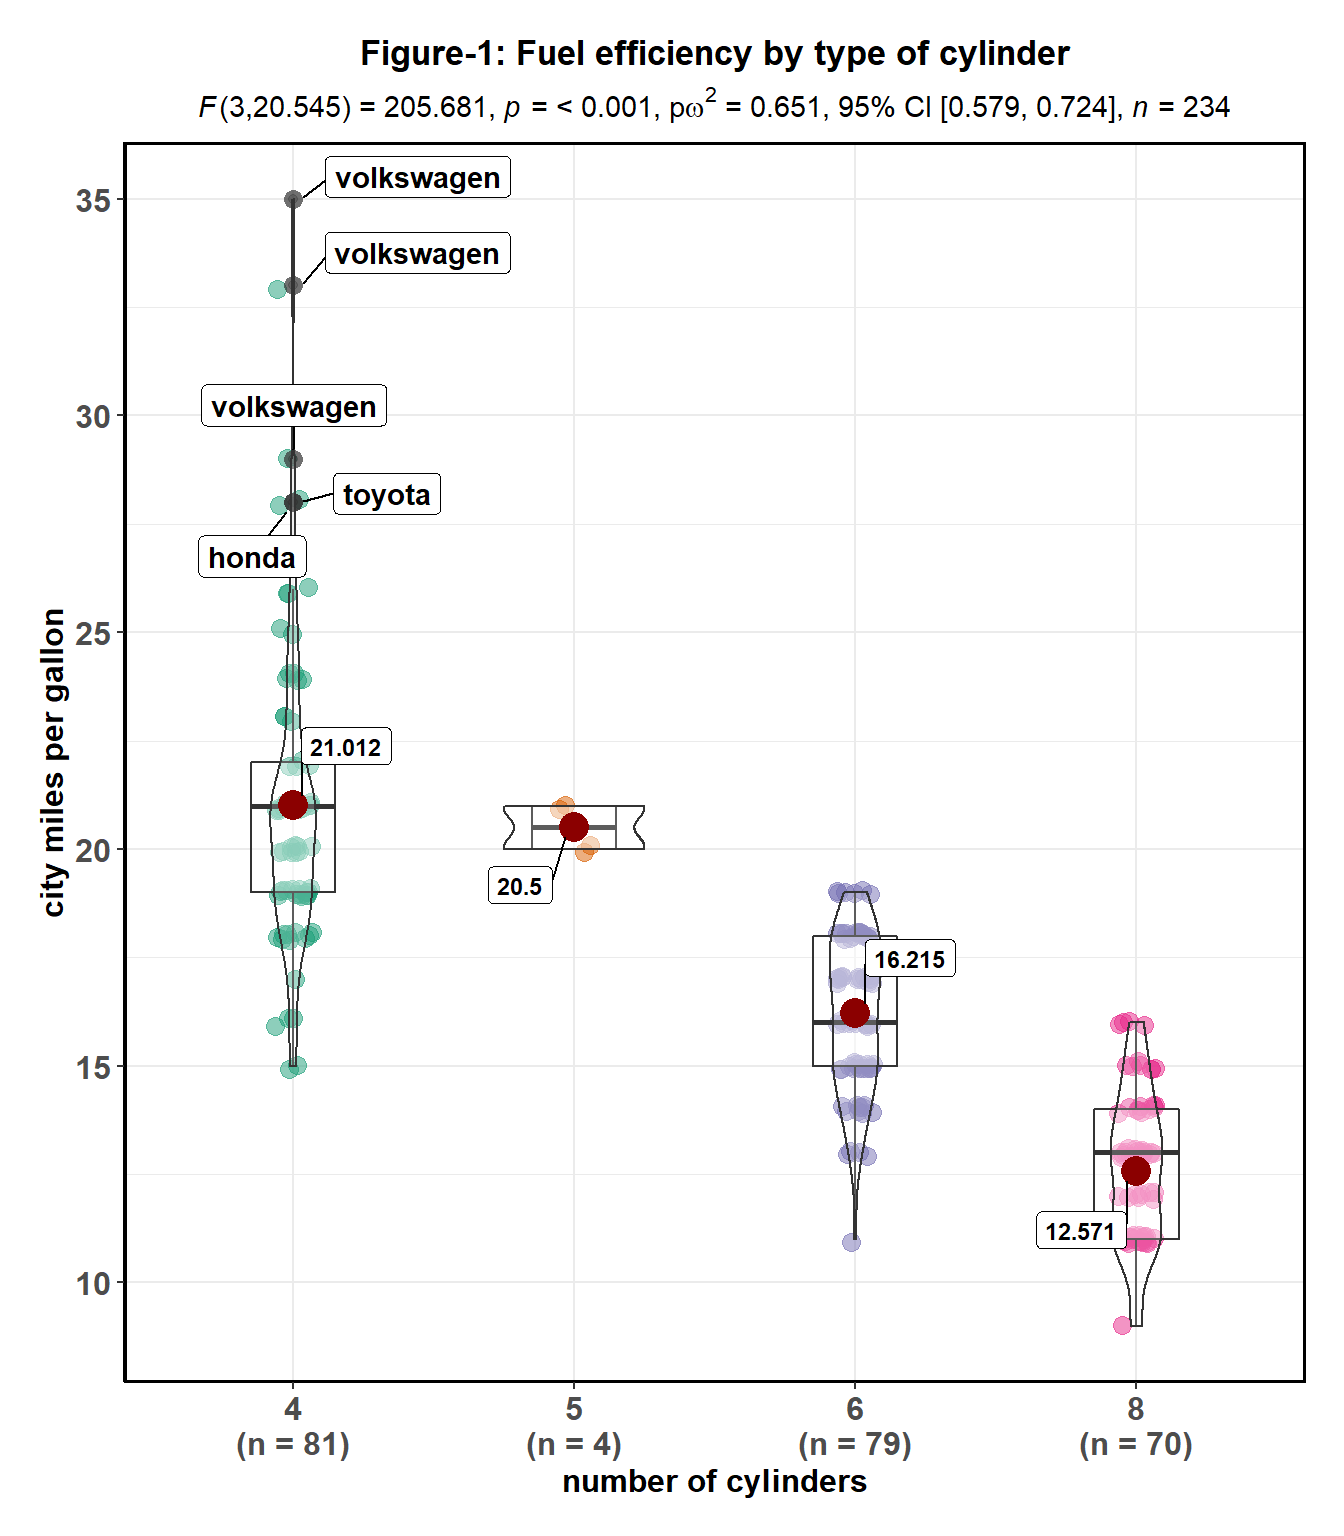 Figure-1: Fuel efficiency by type of cylinder
F(3,20.545) = 205.681, p = < 0.001, pω² = 0.651, 95% CI [0.579, 0.724], n = 234
volkswagen
35
volkswagen
volkswagen
30
toyota
honda
25
21.012
20
20.5
16.215
15
12.571
10
city miles per gallon
4 5 6 8
(n = 81) (n = 4) (n = 79) (n = 70)
number of cylinders